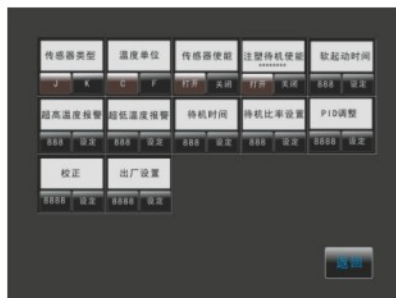 传感器类型 温度单位 传感器使能 注塑待机使能 软起动时间
********
J K C F 打开 关闭 打开 关闭 888 设定
超高温度报警 超低温度报警 待机时间 待机比率设置 PID调整
888 设定 888 设定 888 设定 888 设定 8888 设定
校正 出厂设置
8888 设定 8888 设定
返回